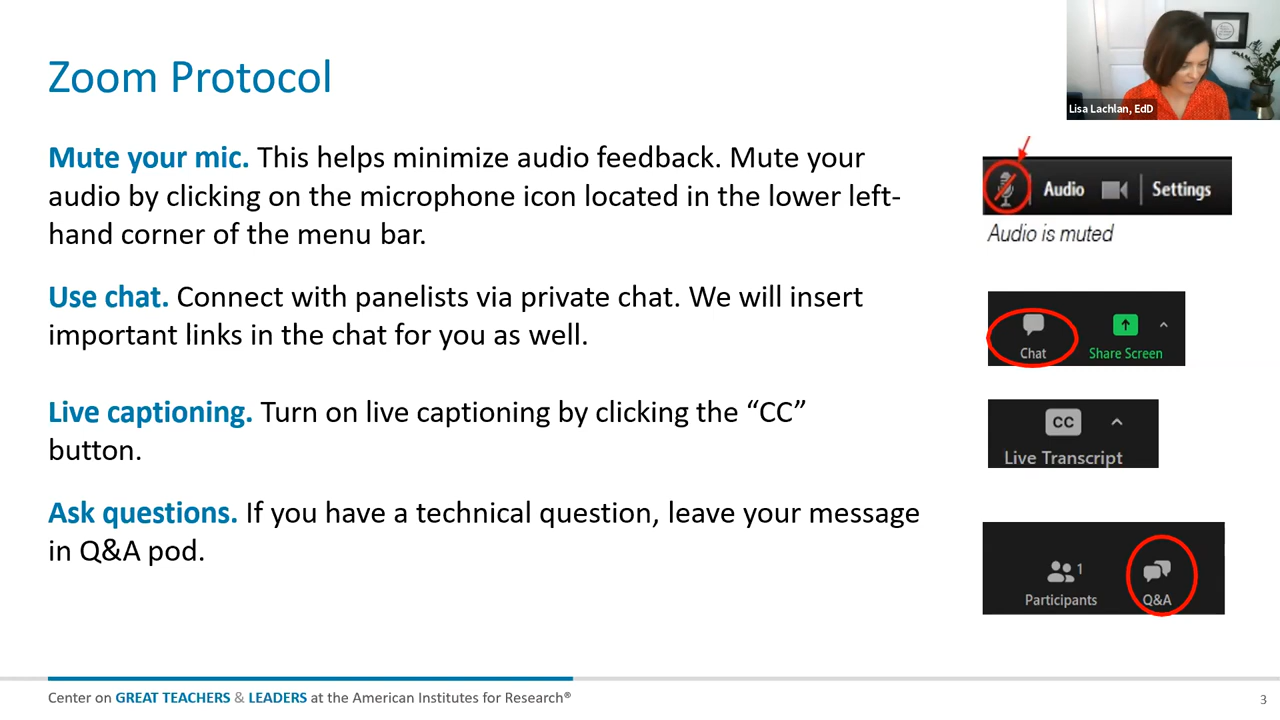 Zoom Protocol
Lisa Lachlan, EdD
Mute your mic. This helps minimize audio feedback. Mute your
audio by clicking on the microphone icon located in the lower left-
hand corner of the menu bar.
Audio Settings
Audio is muted
Use chat. Connect with panelists via private chat. We will insert
important links in the chat for you as well.
Chat Share Screen
Live captioning. Turn on live captioning by clicking the “CC”
button.
CC
Live Transcript
Ask questions. If you have a technical question, leave your message
in Q&A pod.
1
Participants Q&A
Center on GREAT TEACHERS & LEADERS at the American Institutes for Research®
3